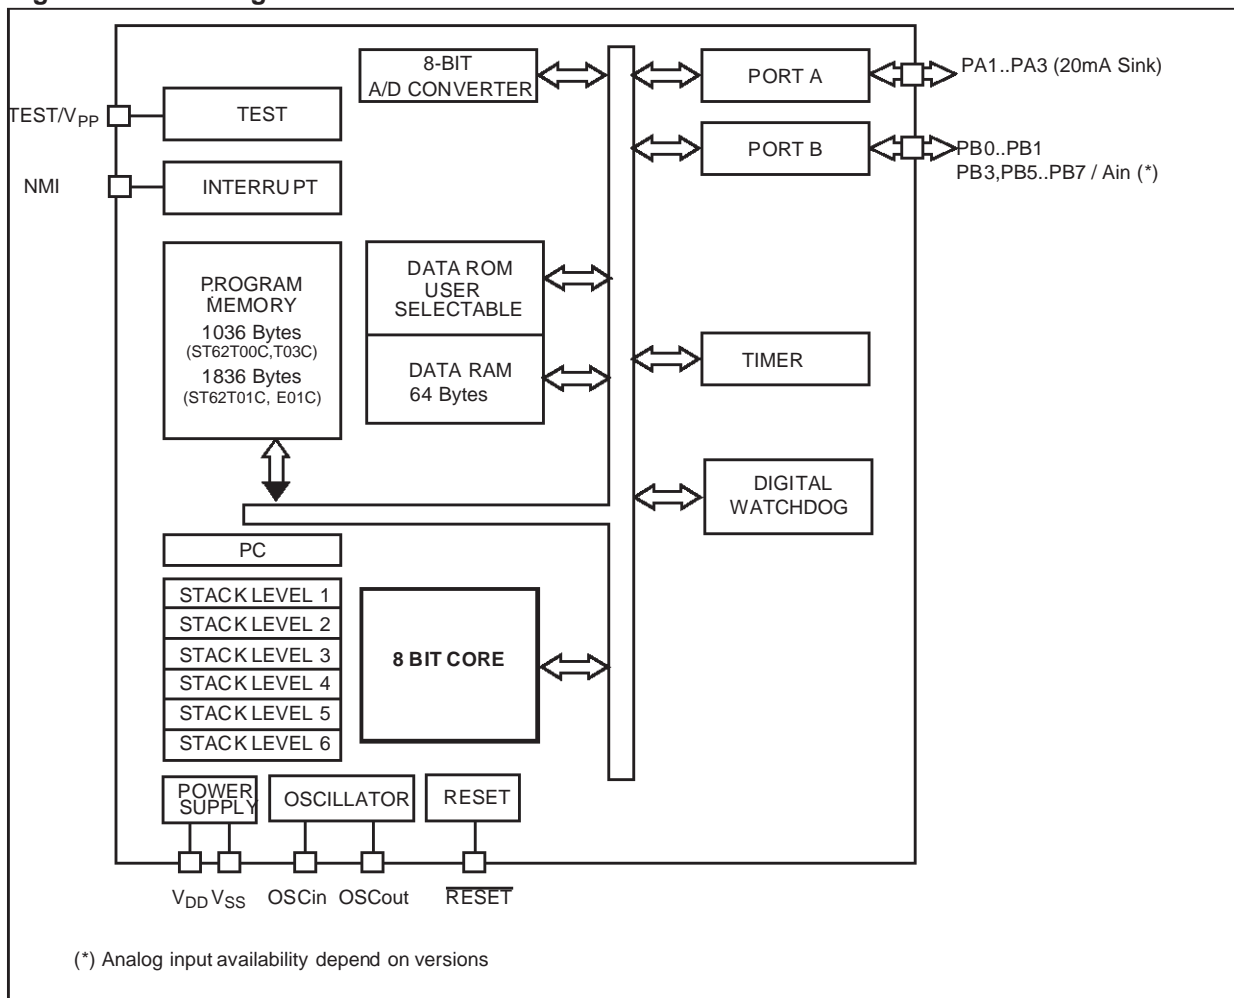 8-BIT
A/D CONVERTER
PORT A
PA1..PA3 (20mA Sink)
TEST/VPP
TEST
PORT B
PB0..PB1
PB3,PB5..PB7 / Ain (*)
NMI
INTERRUPT
PROGRAM
MEMORY
1036 Bytes
(ST62T00C,T03C)
1836 Bytes
(ST62T01C, E01C)
DATA ROM
USER
SELECTABLE
DATA RAM
64 Bytes
TIMER
DIGITAL
WATCHDOG
PC
STACK LEVEL 1
STACK LEVEL 2
STACK LEVEL 3
STACK LEVEL 4
STACK LEVEL 5
STACK LEVEL 6
8 BIT CORE
POWER
SUPPLY
OSCILLATOR
RESET
VDD VSS OSCin OSCout RESET
(*) Analog input availability depend on versions